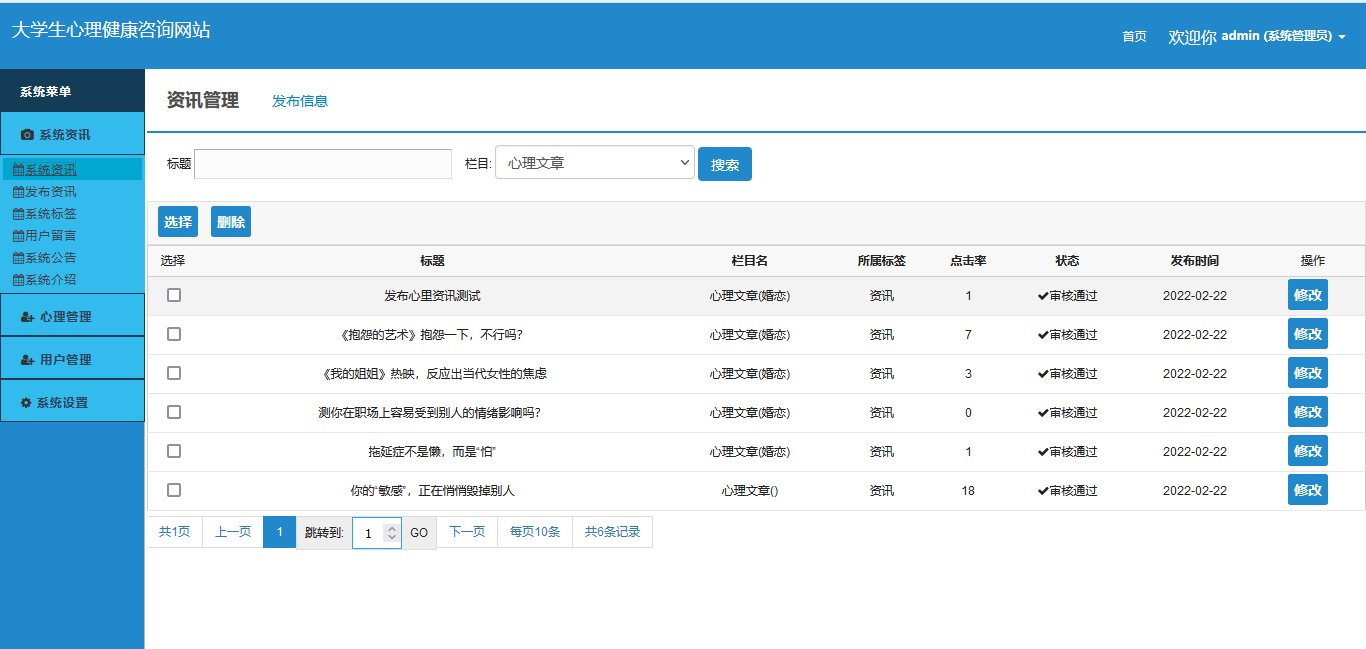 大学生心理健康咨询网站
首页 欢迎你 admin (系统管理员)
系统菜单
系统资讯
系统资讯
发布资讯
系统标签
用户留言
系统公告
系统介绍
心理管理
用户管理
系统设置
资讯管理 发布信息
标题 栏目: 心理文章 搜索
选择 删除
选择 标题 栏目名 所属标签 点击率 状态 发布时间 操作
发布心里资讯测试 心理文章(婚恋) 资讯 1 审核通过 2022-02-22 修改
《抱怨的艺术》抱怨一下，不行吗? 心理文章(婚恋) 资讯 7 审核通过 2022-02-22 修改
《我的姐姐》热映，反应出当代女性的焦虑 心理文章(婚恋) 资讯 3 审核通过 2022-02-22 修改
测你在职场上容易受到别人的情绪影响吗? 心理文章(婚恋) 资讯 0 审核通过 2022-02-22 修改
拖延症不是懒，而是“怕” 心理文章(婚恋) 资讯 1 审核通过 2022-02-22 修改
你的“敏感”，正在悄悄毁掉别人 心理文章() 资讯 18 审核通过 2022-02-22 修改
共1页 上一页 1 跳转到: 1 GO 下一页 每页10条 共6条记录